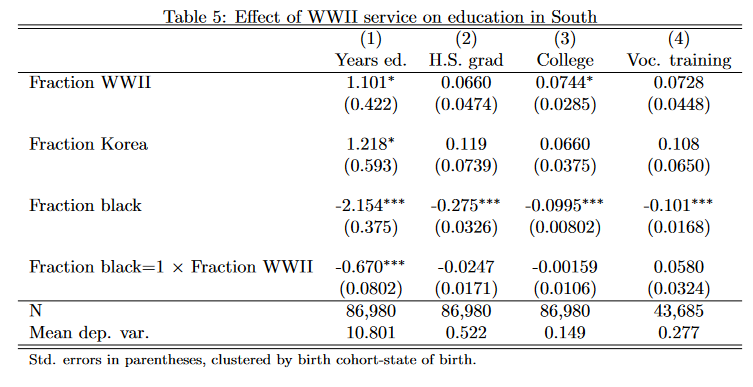 Table 5: Effect of WWII service on education in South
(1) (2) (3) (4)
Years ed. H.S. grad College Voc. training
Fraction WWII 1.101* 0.0660 0.0744* 0.0728
(0.422) (0.0474) (0.0285) (0.0448)
Fraction Korea 1.218* 0.119 0.0660 0.108
(0.593) (0.0739) (0.0375) (0.0650)
Fraction black -2.154*** -0.275*** -0.0995*** -0.101***
(0.375) (0.0326) (0.00802) (0.0168)
Fraction black=1 × Fraction WWII -0.670*** -0.0247 -0.00159 0.0580
(0.0802) (0.0171) (0.0106) (0.0324)
N 86,980 86,980 86,980 43,685
Mean dep. var. 10.801 0.522 0.149 0.277
Std. errors in parentheses, clustered by birth cohort-state of birth.